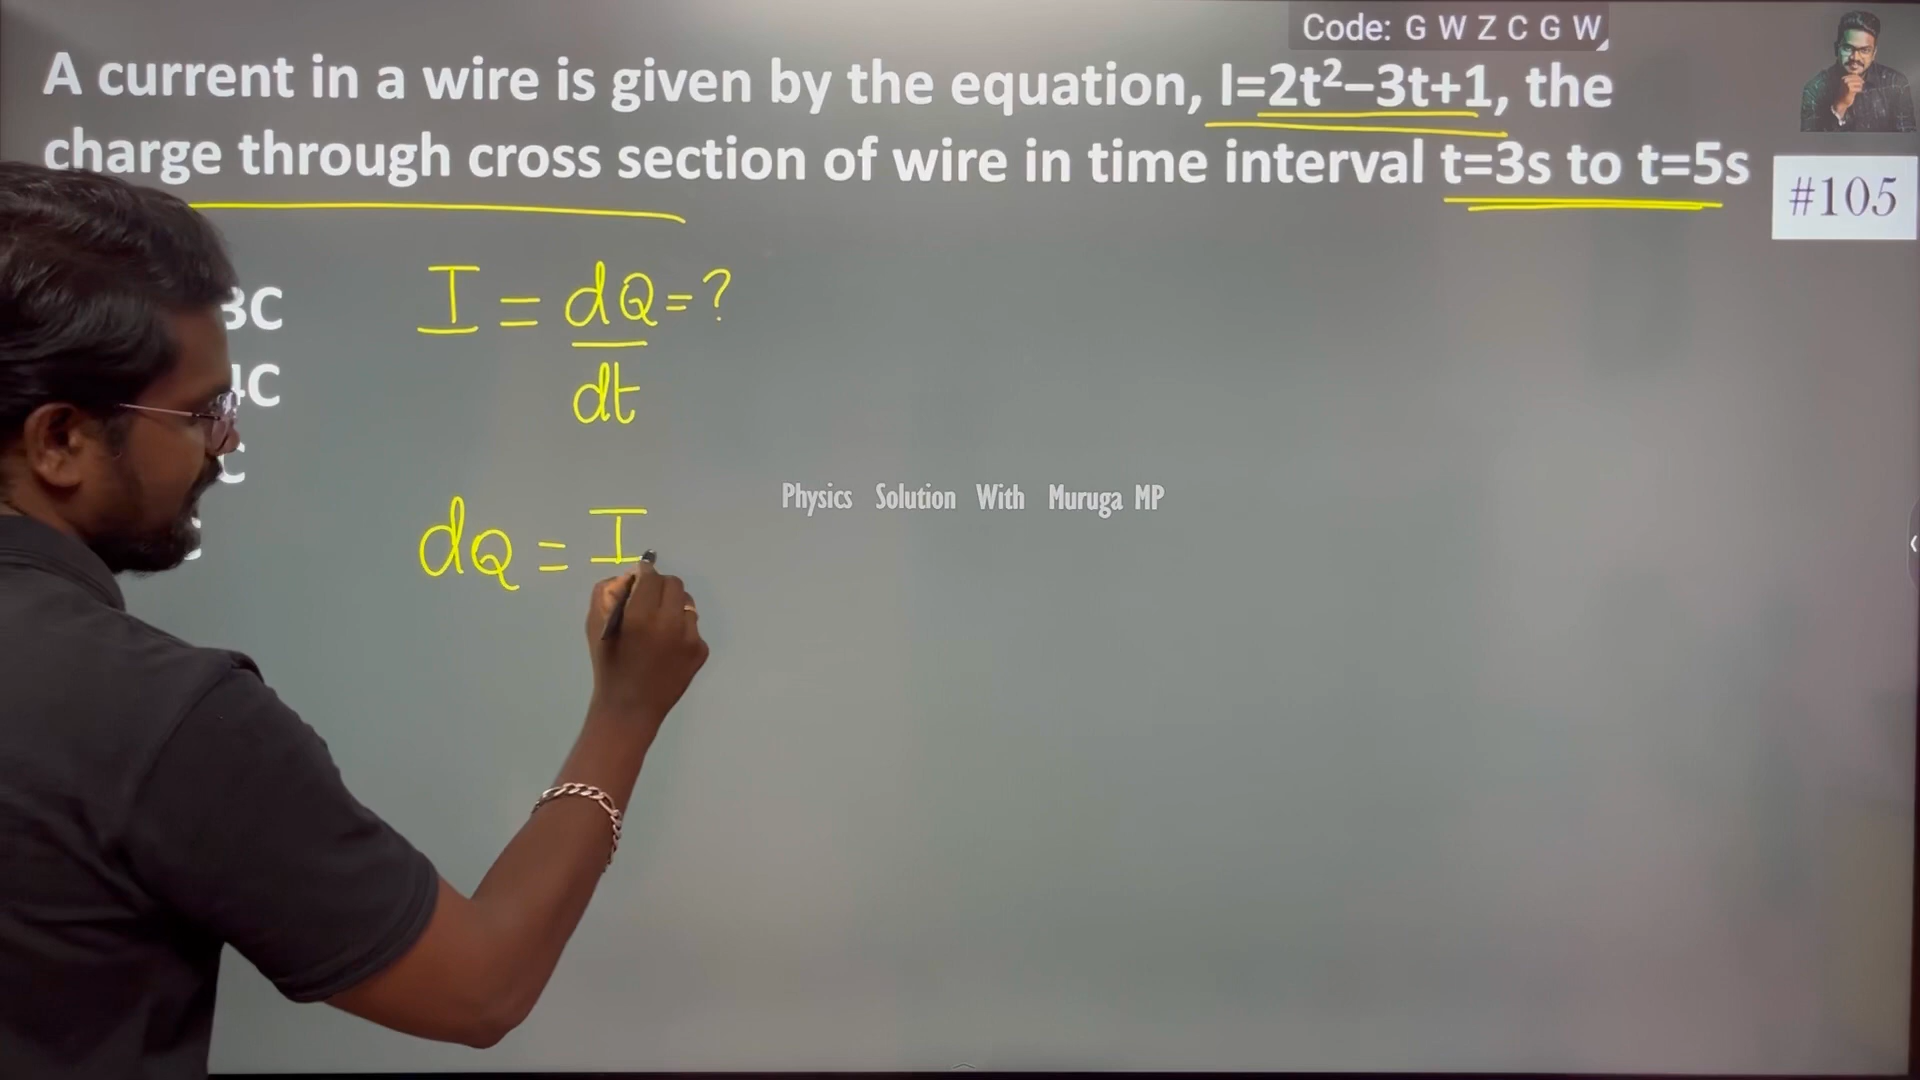 Code: G W Z C G W
A current in a wire is given by the equation, I=2t²−3t+1, the
charge through cross section of wire in time interval t=3s to t=5s
#105
I = dQ = ?
dt
3C
4C
C
Physics Solution With Muruga MP
dQ = I